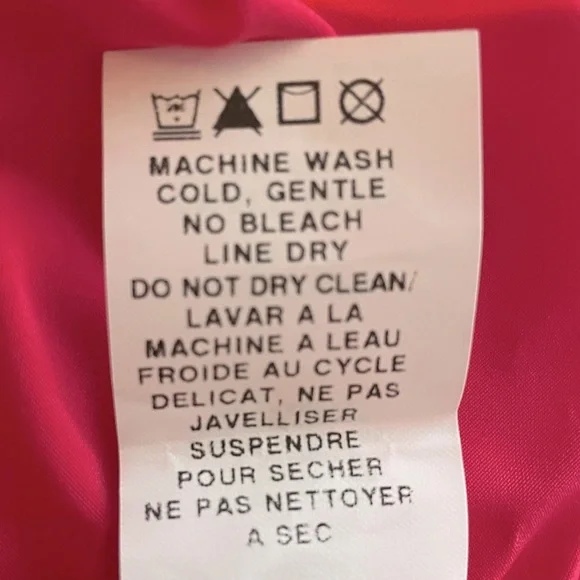 MACHINE WASH
COLD, GENTLE
NO BLEACH
LINE DRY
DO NOT DRY CLEAN/
LAVAR A LA
MACHINE A LEAU
FROIDE AU CYCLE
DELICAT, NE PAS
JAVELLISER
SUSPENDRE
POUR SECHER
NE PAS NETTOYER
A SEC